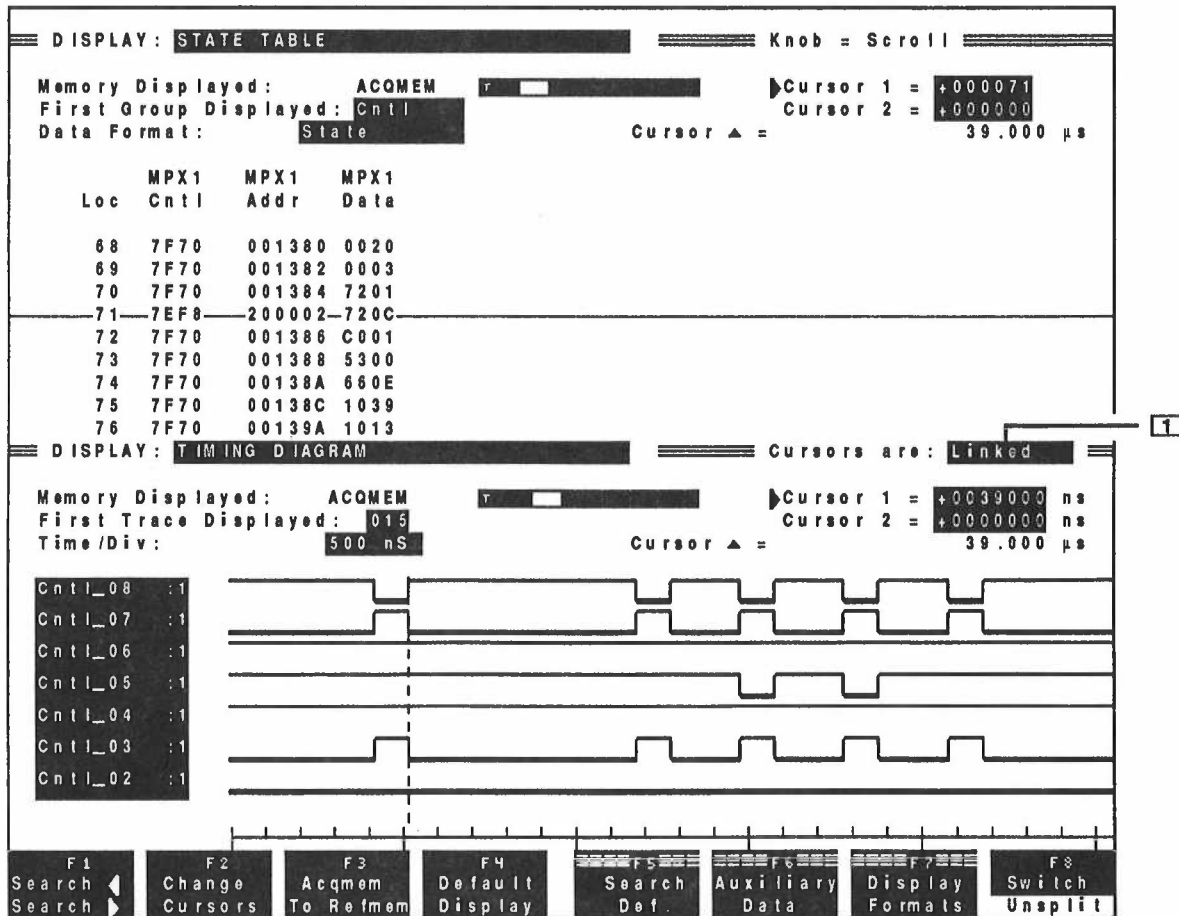 DISPLAY: STATE TABLE Knob = Scroll
Memory Displayed: ACQMEM T Cursor 1 = +000071
First Group Displayed: Cntl Cursor 2 = +000000
Data Format: State Cursor ▲ = 39.000 µs
MPX1 MPX1 MPX1
Loc Cntl Addr Data
68 7F70 001380 0020
69 7F70 001382 0003
70 7F70 001384 7201
71 7EF8 200002 720C
72 7F70 001386 C001
73 7F70 001388 5300
74 7F70 00138A 660E
75 7F70 00138C 1039
76 7F70 00139A 1013
1
DISPLAY: TIMING DIAGRAM Cursors are: Linked
Memory Displayed: ACQMEM T Cursor 1 = +0039000 ns
First Trace Displayed: 015 Cursor 2 = +0000000 ns
Time/Div: 500 nS Cursor ▲ = 39.000 µs
Cntl_08 :1
Cntl_07 :1
Cntl_06 :1
Cntl_05 :1
Cntl_04 :1
Cntl_03 :1
Cntl_02 :1
F1 F2 F3 F4 F5 F6 F7 F8
Search Change Acqmem Default Search Auxiliary Display Switch
Search Cursors To Refmem Display Def. Data Formats Unsplit